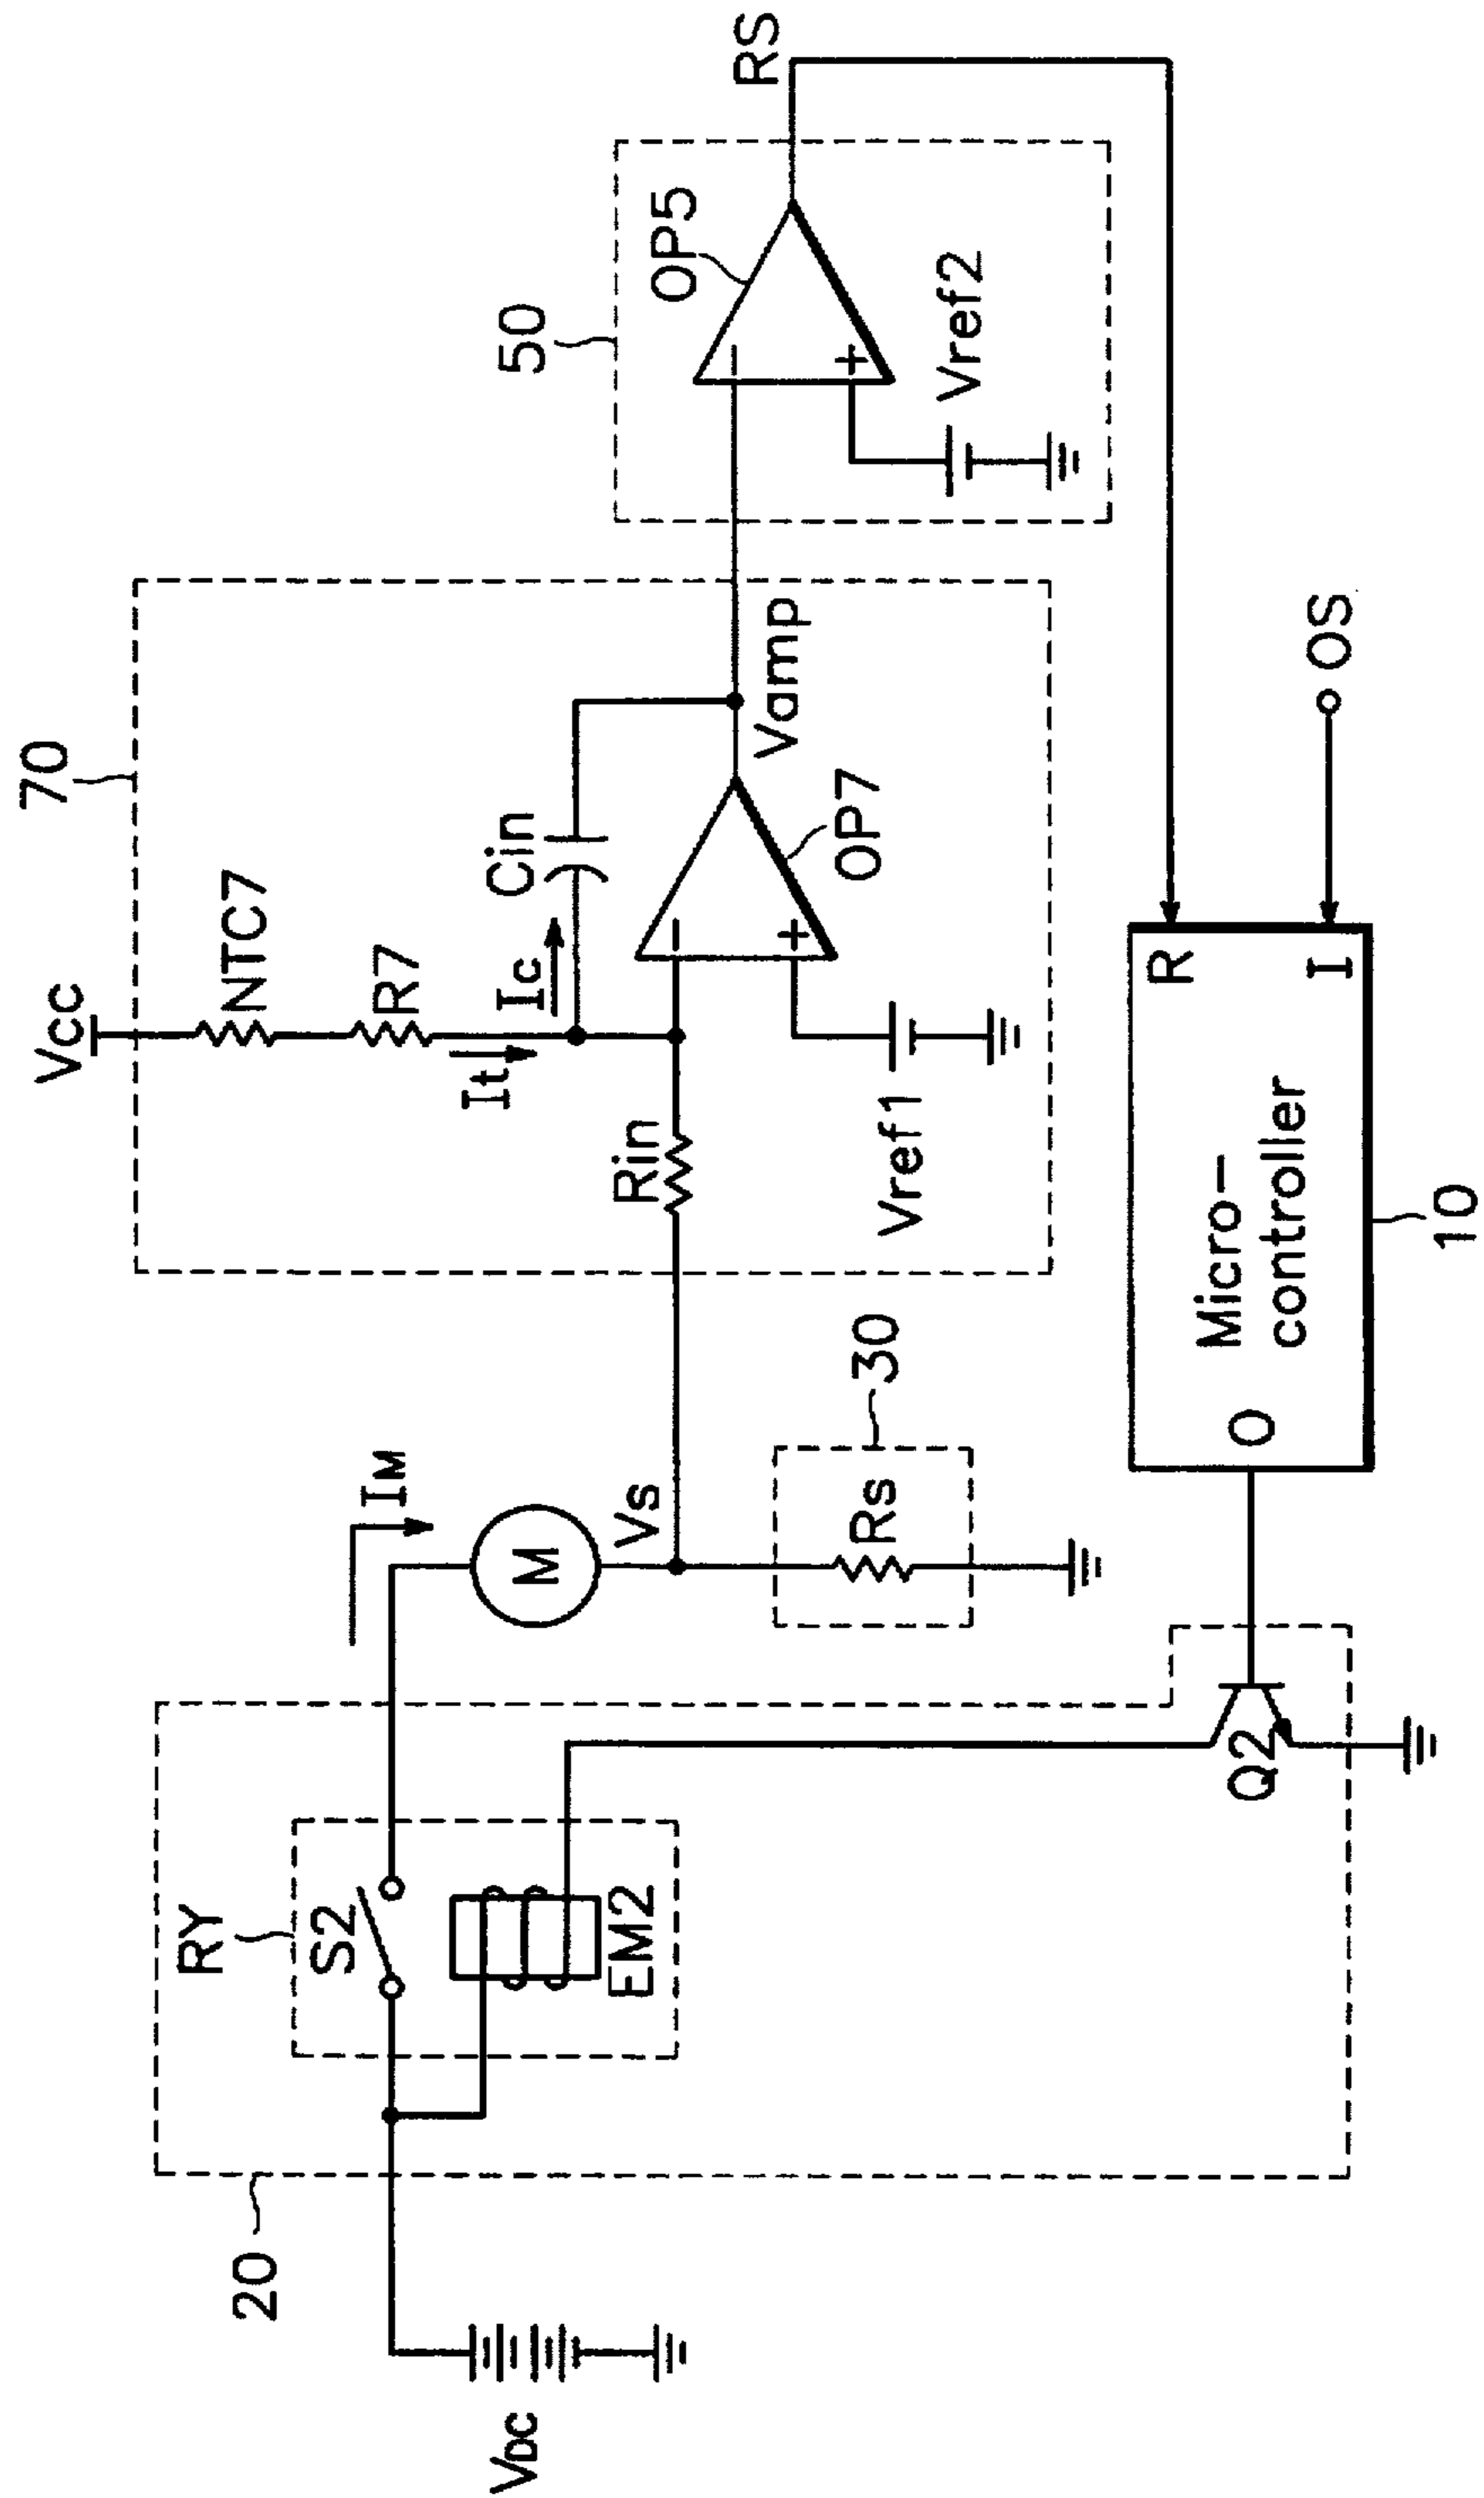 70
Vcc
NTC7
R7
It
Ic
Cin
Rin
−
+
OP7
Vamp
Vref1
50
OP5
−
+
Vref2
RS
20
RY
S2
EM2
VDC
IM
M
Vs
Rs
30
Q2
O
Micro-
controller
R
I
OS
10